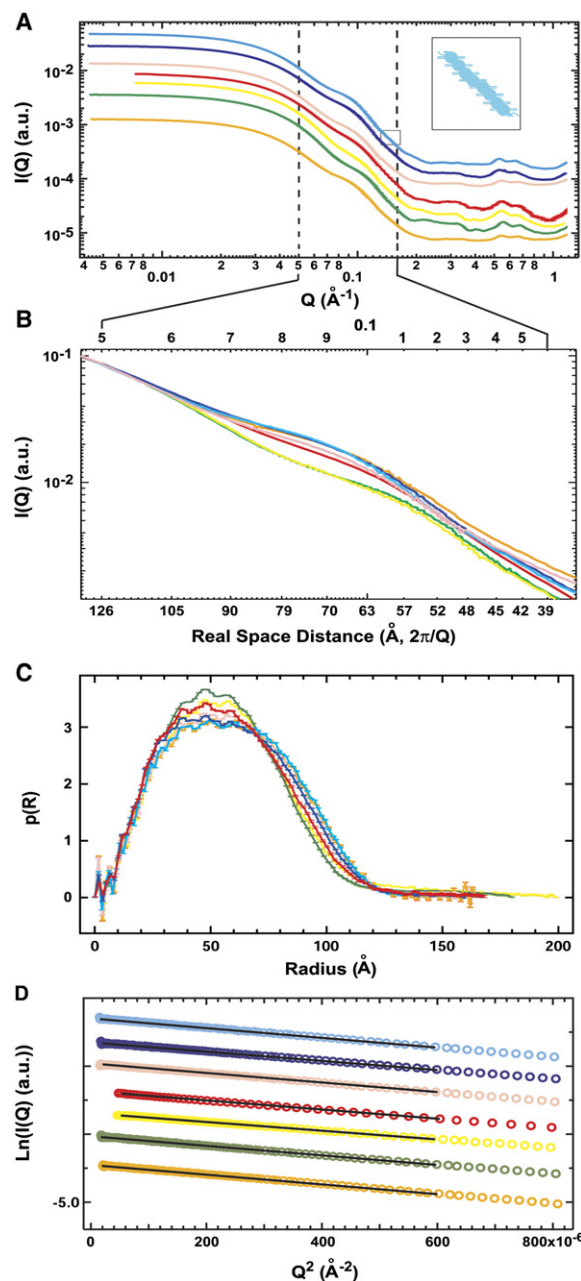 A
I(Q) (a.u.)
10-2
10-3
10-4
10-5
4 5 6 7 8 0.01 2 3 4 5 6 7 8 0.1 2 3 4 5 6 7 8 1
Q (Å-1)
B
0.1
5 6 7 8 9 1 2 3 4 5
I(Q) (a.u.)
10-1
10-2
126 105 90 79 71 63 57 52 48 45 42 39
Real Space Distance (Å, 2π/Q)
C
p(R)
3
2
1
0
0 50 100 150 200
Radius (Å)
D
Ln(I(Q) (a.u.))
-5.0
0 200 400 600 800x10-6
Q2 (Å-2)